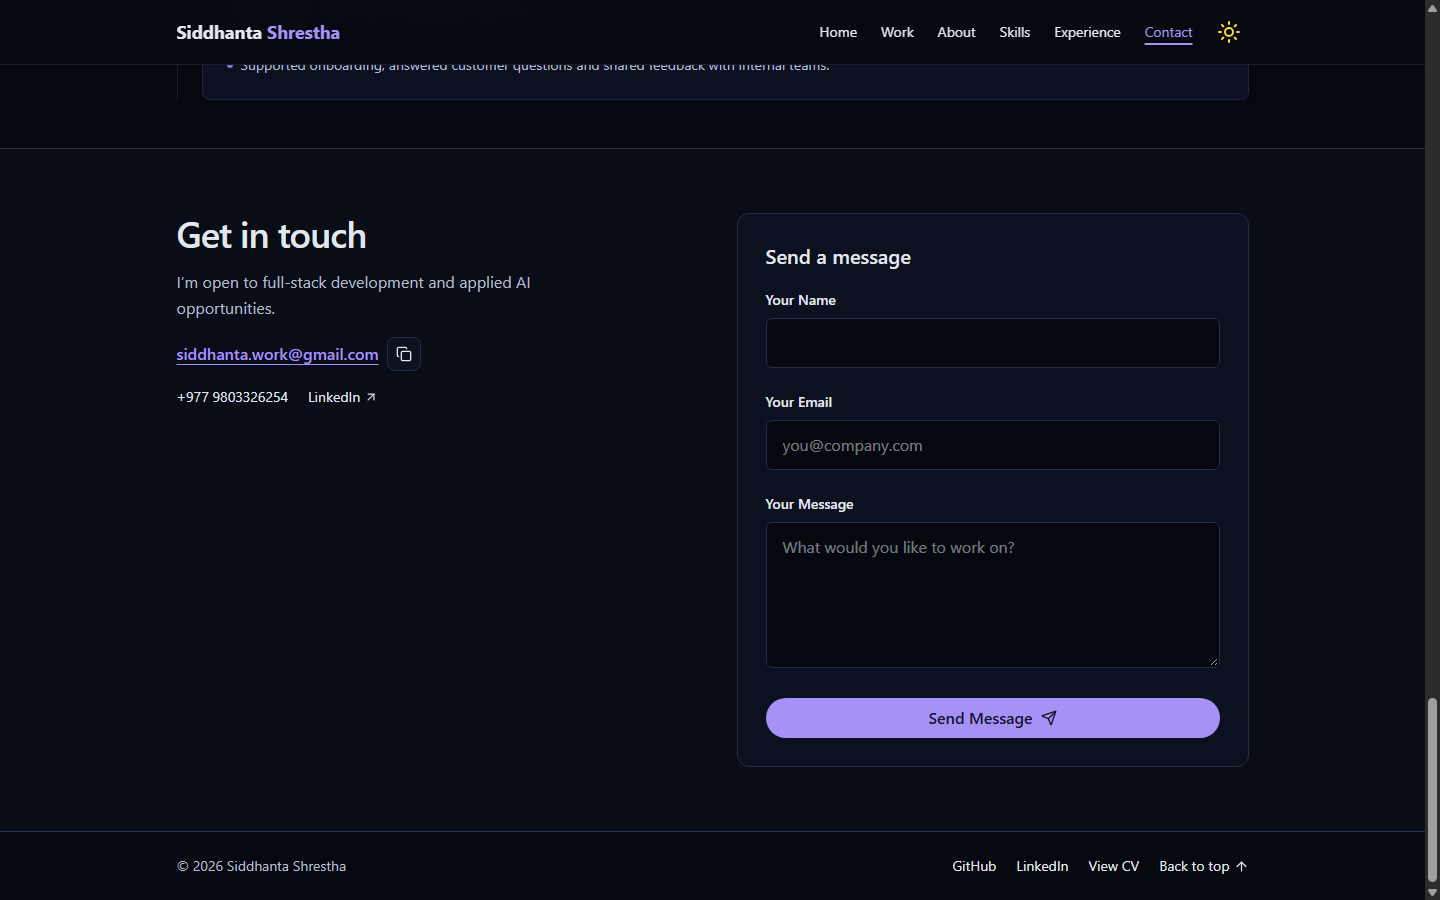 Siddhanta Shrestha
Home Work About Skills Experience Contact
Supported onboarding, answered customer questions and shared feedback with internal teams.
Get in touch
I'm open to full-stack development and applied AI
opportunities.
siddhanta.work@gmail.com
+977 9803326254 LinkedIn
Send a message
Your Name
Your Email
you@company.com
Your Message
What would you like to work on?
Send Message
© 2026 Siddhanta Shrestha
GitHub LinkedIn View CV Back to top